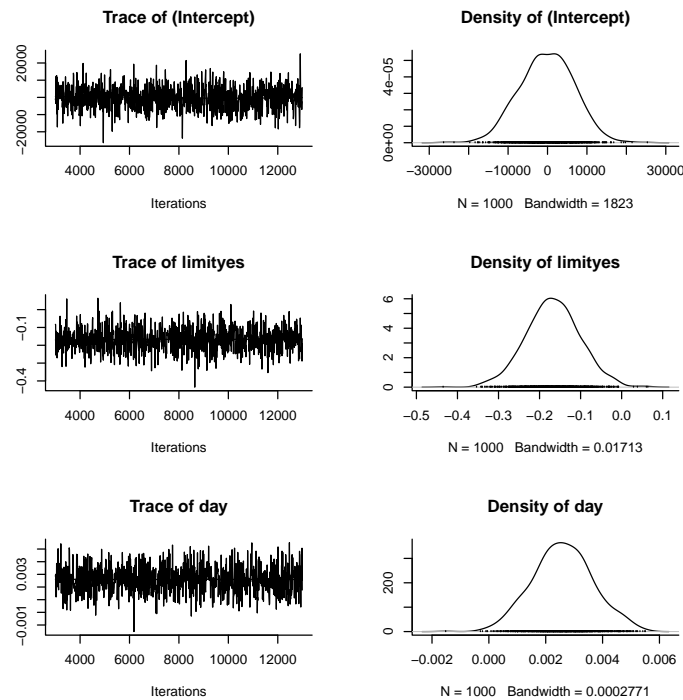 Trace of (Intercept)
−20000
20000
4000 6000 8000 10000 12000
Iterations
Density of (Intercept)
0e+00
4e−05
−30000 −10000 0 10000 30000
N = 1000 Bandwidth = 1823
Trace of limityes
−0.4
−0.1
4000 6000 8000 10000 12000
Iterations
Density of limityes
0
2
4
6
−0.5 −0.4 −0.3 −0.2 −0.1 0.0 0.1
N = 1000 Bandwidth = 0.01713
Trace of day
−0.001
0.003
4000 6000 8000 10000 12000
Iterations
Density of day
0
200
−0.002 0.000 0.002 0.004 0.006
N = 1000 Bandwidth = 0.0002771